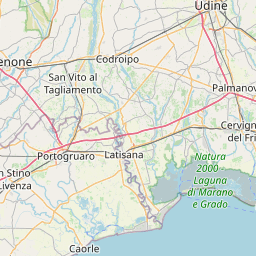 Udine
Codroipo
enone
San Vito al
Tagliamento
Palmanov
Cervign
del Fri
Portogruaro
Latisana
Natura
2000
Laguna
di Marano
e Grado
n Stino
Livenza
Caorle